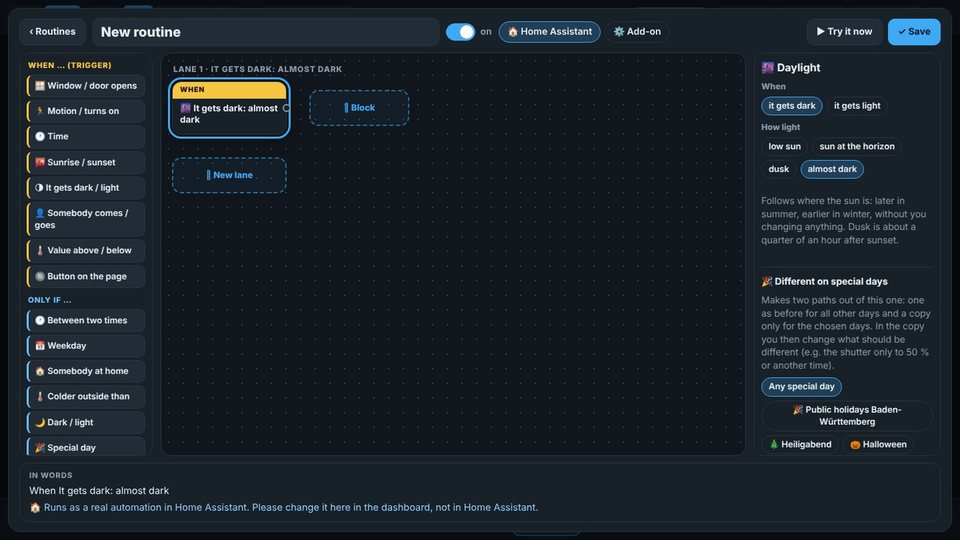 ‹ Routines
New routine
on
🏠 Home Assistant
⚙️ Add-on
▶ Try it now
✓ Save
WHEN ... (TRIGGER)
🪟 Window / door opens
🏃 Motion / turns on
🕐 Time
🌇 Sunrise / sunset
🌗 It gets dark / light
👤 Somebody comes /
goes
🌡️ Value above / below
🔘 Button on the page
ONLY IF ...
🕐 Between two times
📅 Weekday
🏠 Somebody at home
🌡️ Colder outside than
🌙 Dark / light
🎉 Special day
LANE 1 · IT GETS DARK: ALMOST DARK
WHEN
🌆 It gets dark: almost
dark
Block
New lane
🌆 Daylight
When
it gets dark
it gets light
How light
low sun
sun at the horizon
dusk
almost dark
Follows where the sun is: later in
summer, earlier in winter, without you
changing anything. Dusk is about a
quarter of an hour after sunset.
🎉 Different on special days
Makes two paths out of this one: one
as before for all other days and a copy
only for the chosen days. In the copy
you then change what should be
different (e.g. the shutter only to 50 %
or another time).
Any special day
🎉 Public holidays Baden-
Württemberg
🎄 Heiligabend
🎃 Halloween
IN WORDS
When It gets dark: almost dark
🏠 Runs as a real automation in Home Assistant. Please change it here in the dashboard, not in Home Assistant.